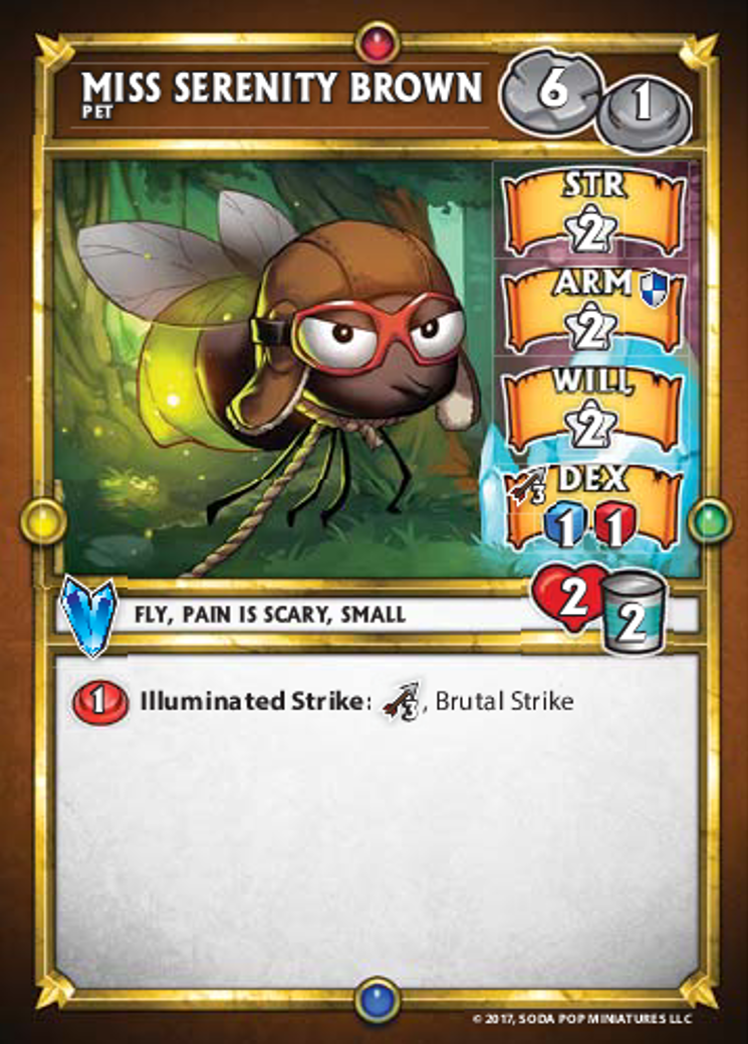 MISS SERENITY BROWN
PET
6
1
STR
2
ARM
2
WILL
2
3
DEX
1 1
FLY, PAIN IS SCARY, SMALL
2
2
1 Illuminated Strike: 3, Brutal Strike
© 2017, SODA POP MINIATURES LLC